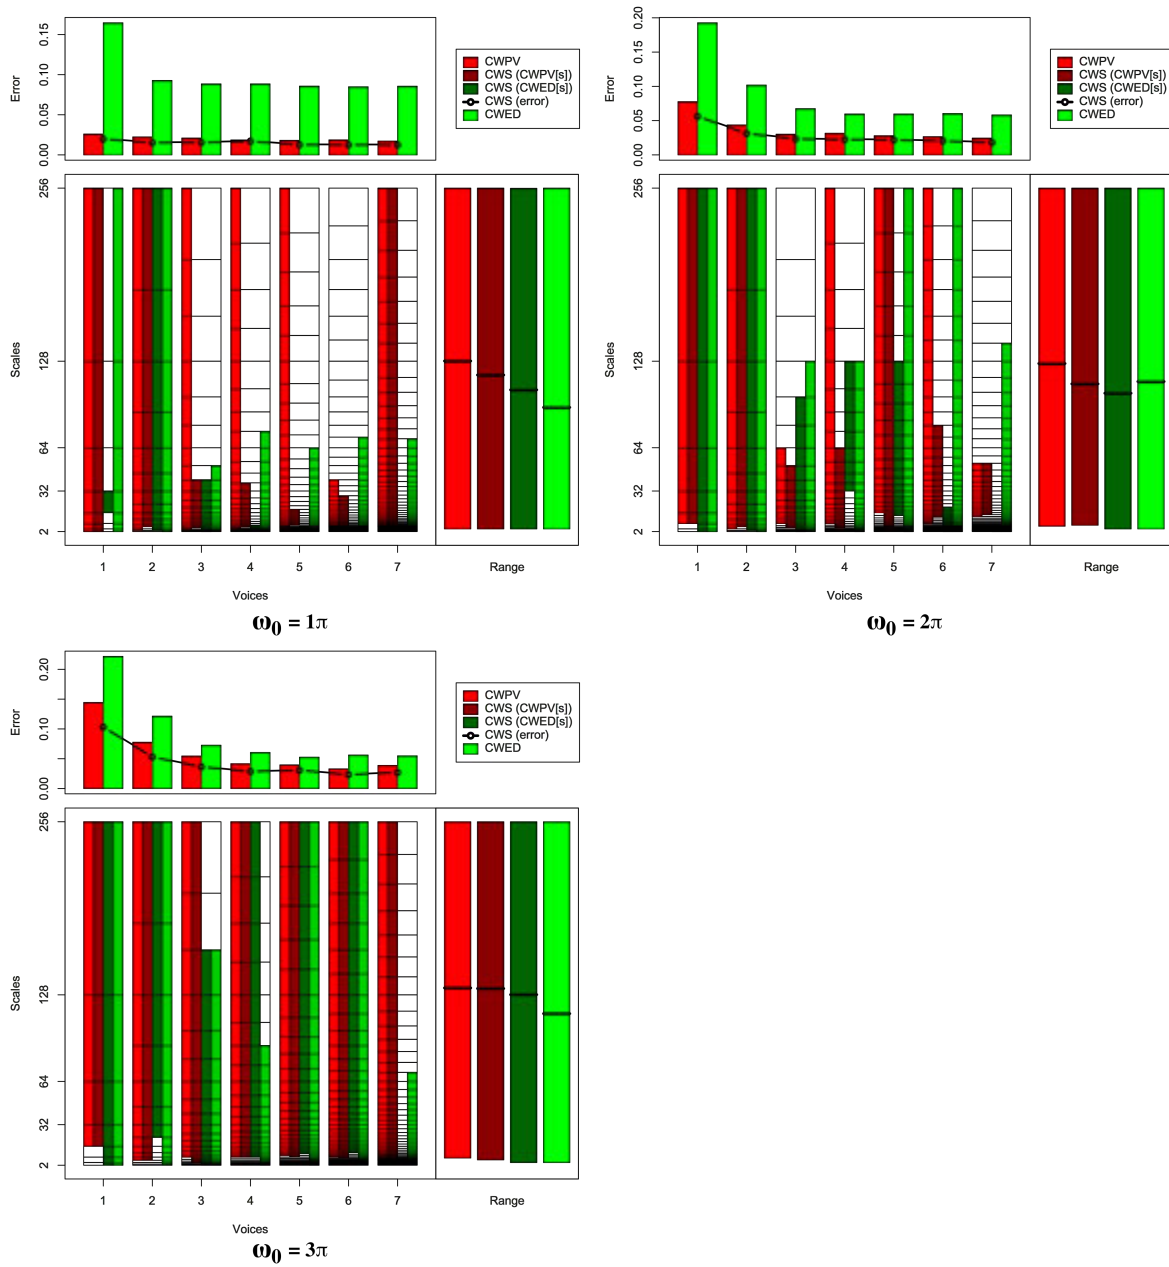 Error
0.00 0.05 0.10 0.15
CWPV
CWS (CWPV[s])
CWS (CWED[s])
CWS (error)
CWED
Scales
2 32 64 128 256
1 2 3 4 5 6 7
Range
Voices
ω0 = 1π
Error
0.00 0.05 0.10 0.15 0.20
CWPV
CWS (CWPV[s])
CWS (CWED[s])
CWS (error)
CWED
Scales
2 32 64 128 256
1 2 3 4 5 6 7
Range
Voices
ω0 = 2π
Error
0.00 0.10 0.20
CWPV
CWS (CWPV[s])
CWS (CWED[s])
CWS (error)
CWED
Scales
2 32 64 128 256
1 2 3 4 5 6 7
Range
Voices
ω0 = 3π